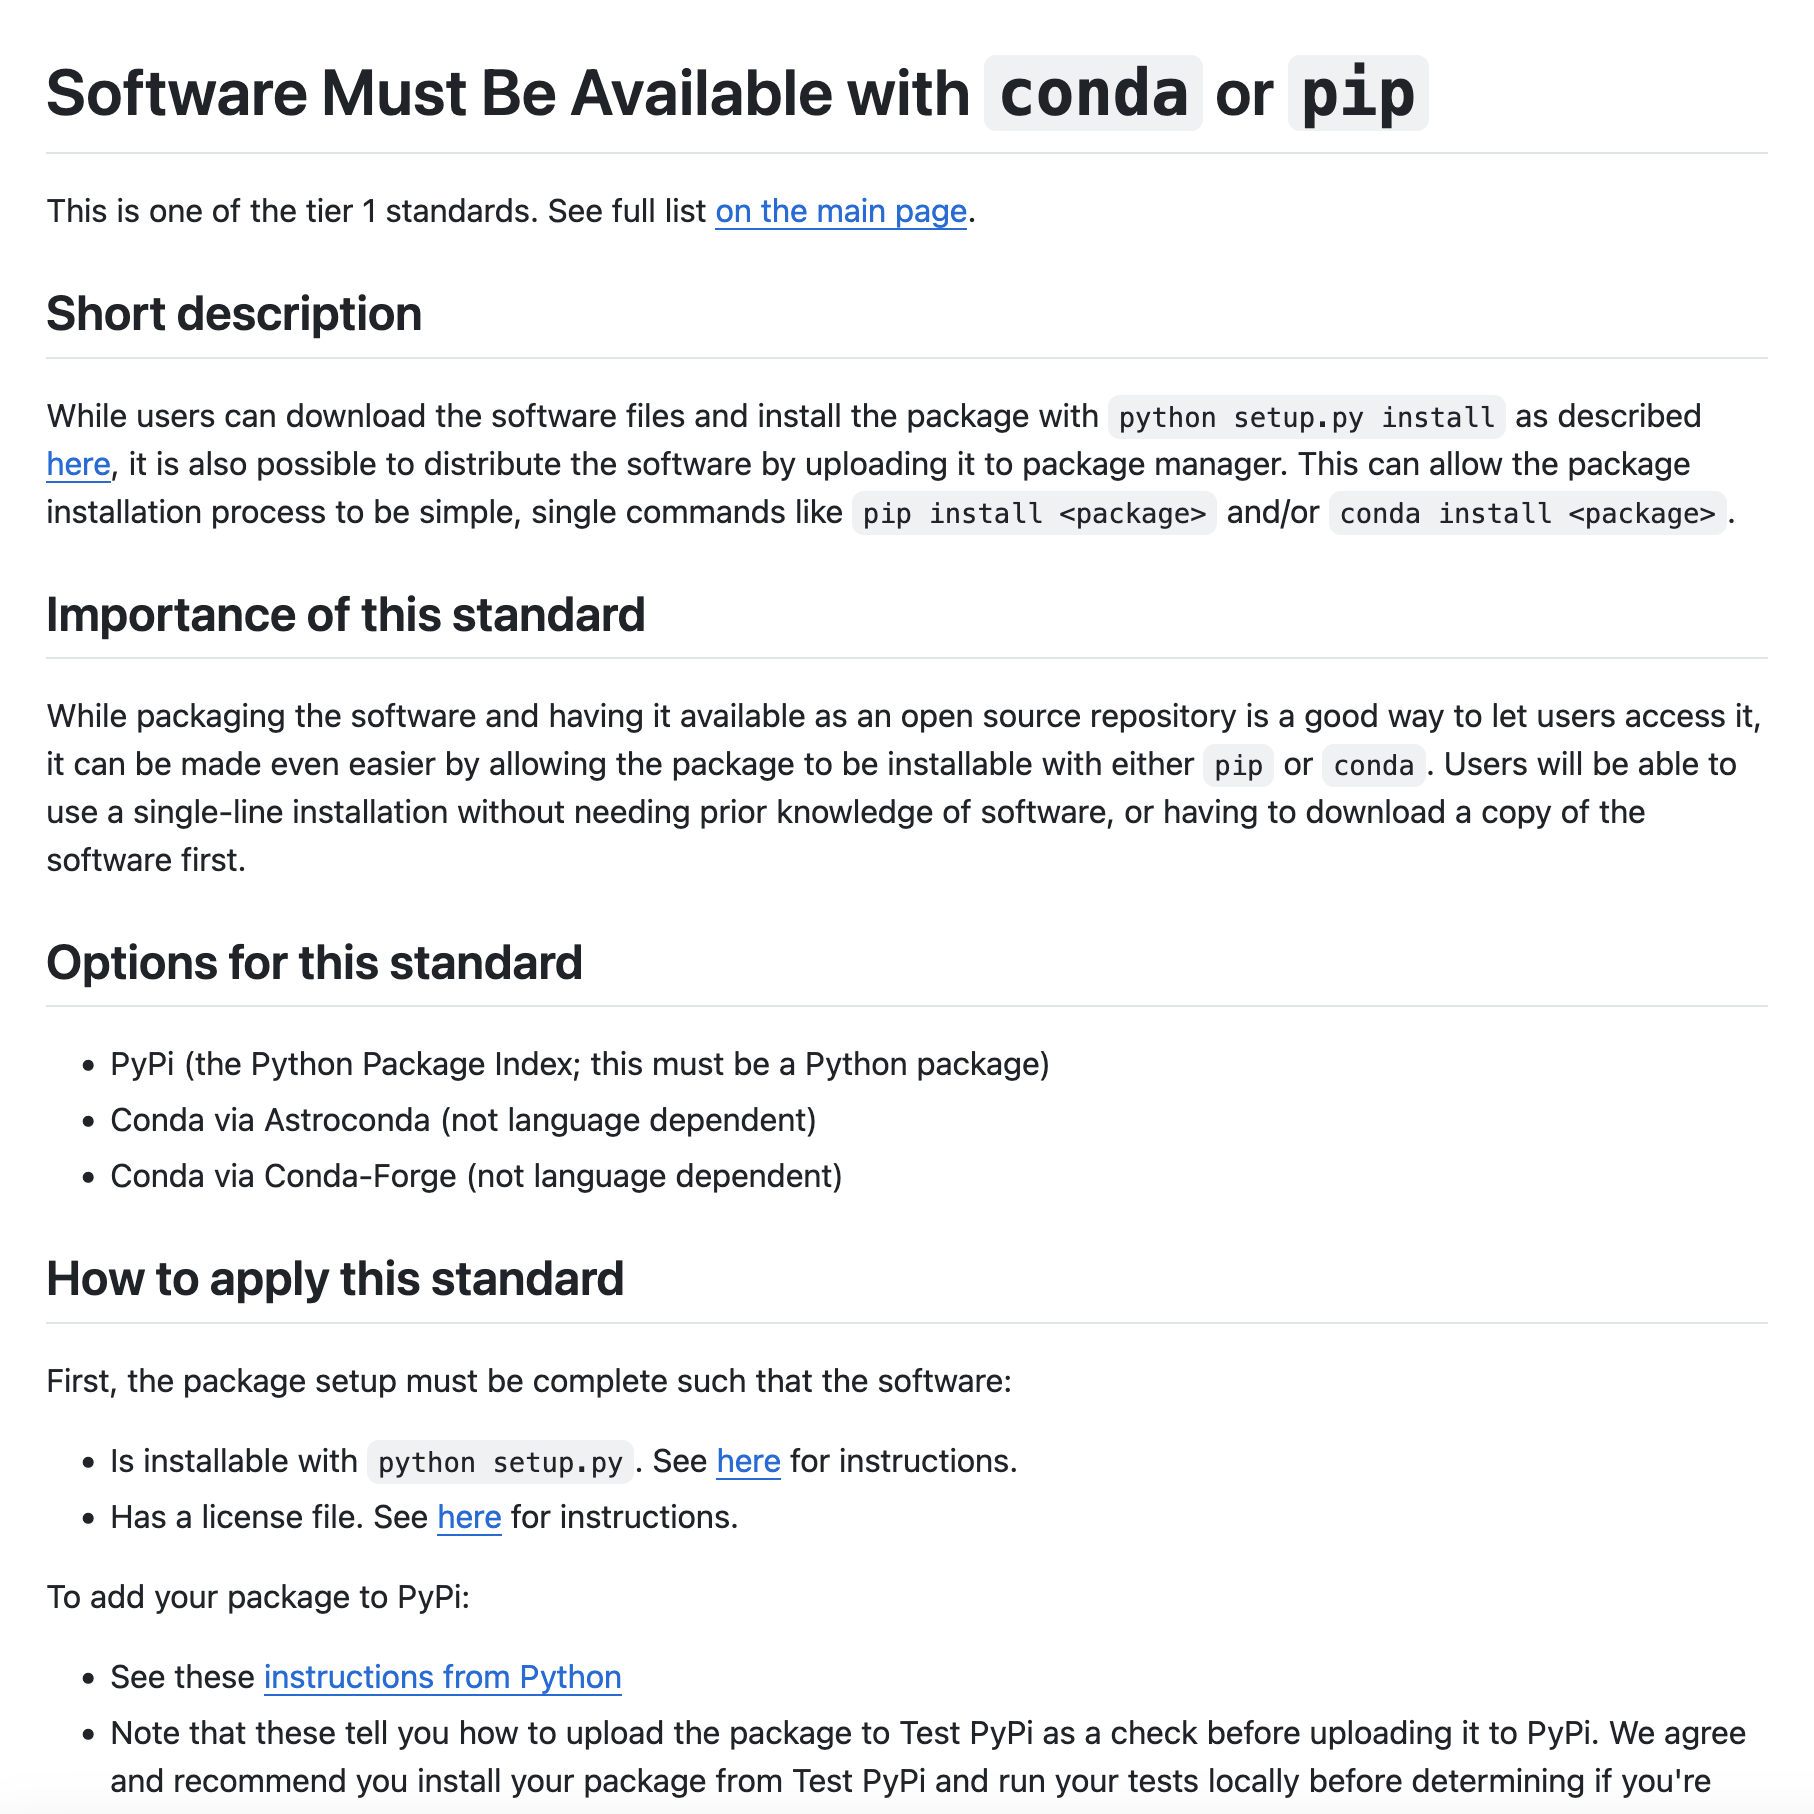 Software Must Be Available with conda or pip
This is one of the tier 1 standards. See full list on the main page.
Short description
While users can download the software files and install the package with python setup.py install as described
here, it is also possible to distribute the software by uploading it to package manager. This can allow the package
installation process to be simple, single commands like pip install <package> and/or conda install <package>.
Importance of this standard
While packaging the software and having it available as an open source repository is a good way to let users access it,
it can be made even easier by allowing the package to be installable with either pip or conda. Users will be able to
use a single-line installation without needing prior knowledge of software, or having to download a copy of the
software first.
Options for this standard
• PyPi (the Python Package Index; this must be a Python package)
• Conda via Astroconda (not language dependent)
• Conda via Conda-Forge (not language dependent)
How to apply this standard
First, the package setup must be complete such that the software:
• Is installable with python setup.py. See here for instructions.
• Has a license file. See here for instructions.
To add your package to PyPi:
• See these instructions from Python
• Note that these tell you how to upload the package to Test PyPi as a check before uploading it to PyPi. We agree
and recommend you install your package from Test PyPi and run your tests locally before determining if you're